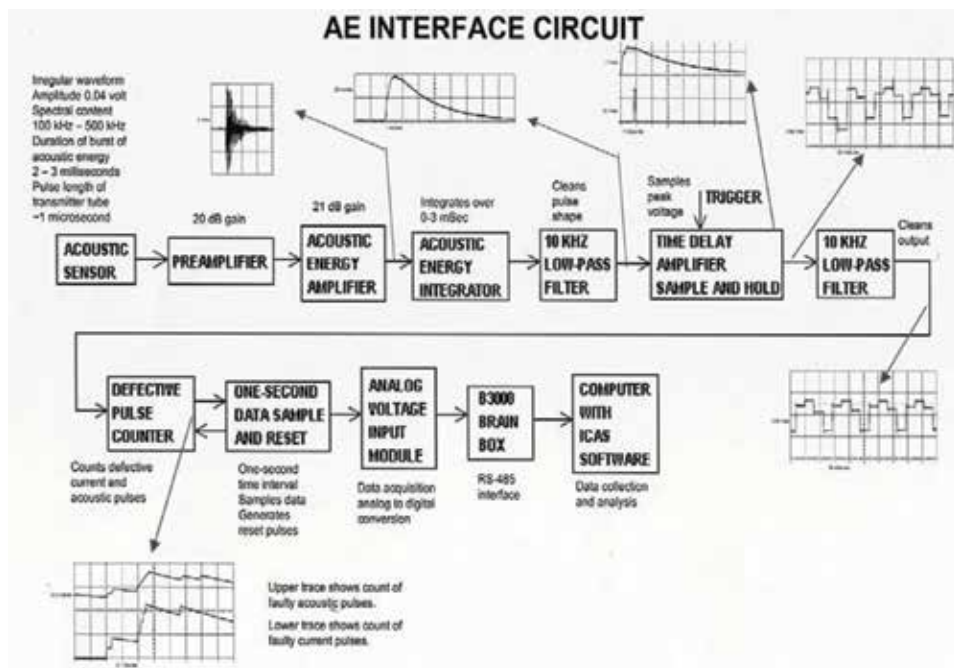 AE INTERFACE CIRCUIT
Irregular waveform
Amplitude 0.04 volt
Spectral content
100 kHz – 500 kHz
Duration of burst of
acoustic energy
2 – 3 milliseconds
Pulse length of
transmitter tube
~1 microsecond
20 dB gain
21 dB gain
Integrates over
0-3 mSec
Cleans
pulse
shape
Samples
peak
voltage
TRIGGER
Cleans
output
ACOUSTIC
SENSOR
PREAMPLIFIER
ACOUSTIC
ENERGY
AMPLIFIER
ACOUSTIC
ENERGY
INTEGRATOR
10 KHZ
LOW-PASS
FILTER
TIME DELAY
AMPLIFIER
SAMPLE AND HOLD
10 KHZ
LOW-PASS
FILTER
DEFECTIVE
PULSE
COUNTER
ONE-SECOND
DATA SAMPLE
AND RESET
ANALOG
VOLTAGE
INPUT
MODULE
B3000
BRAIN
BOX
COMPUTER
WITH
ICAS
SOFTWARE
Counts defective
current and
acoustic pulses
One-second
time interval
Samples data
Generates
reset pulses
Data acquisition
analog to digital
conversion
RS-485
interface
Data collection
and analysis
Upper trace shows count of
faulty acoustic pulses.
Lower trace shows count of
faulty current pulses.